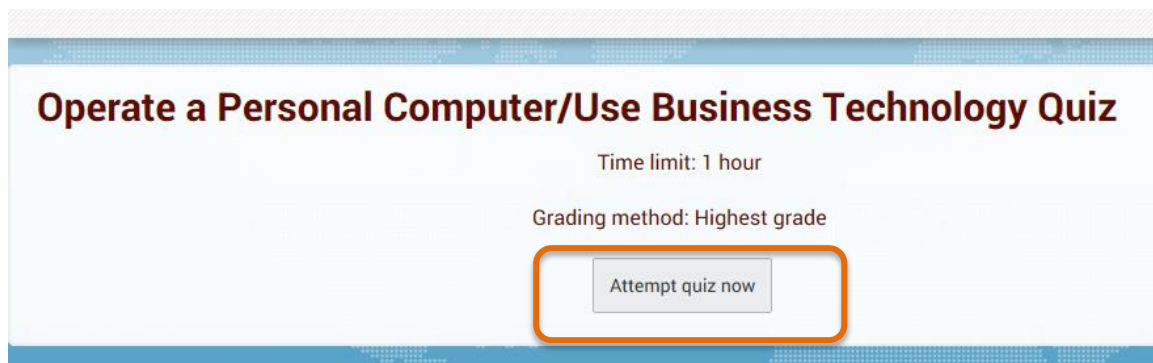 Operate a Personal Computer/Use Business Technology Quiz
Time limit: 1 hour
Grading method: Highest grade
Attempt quiz now